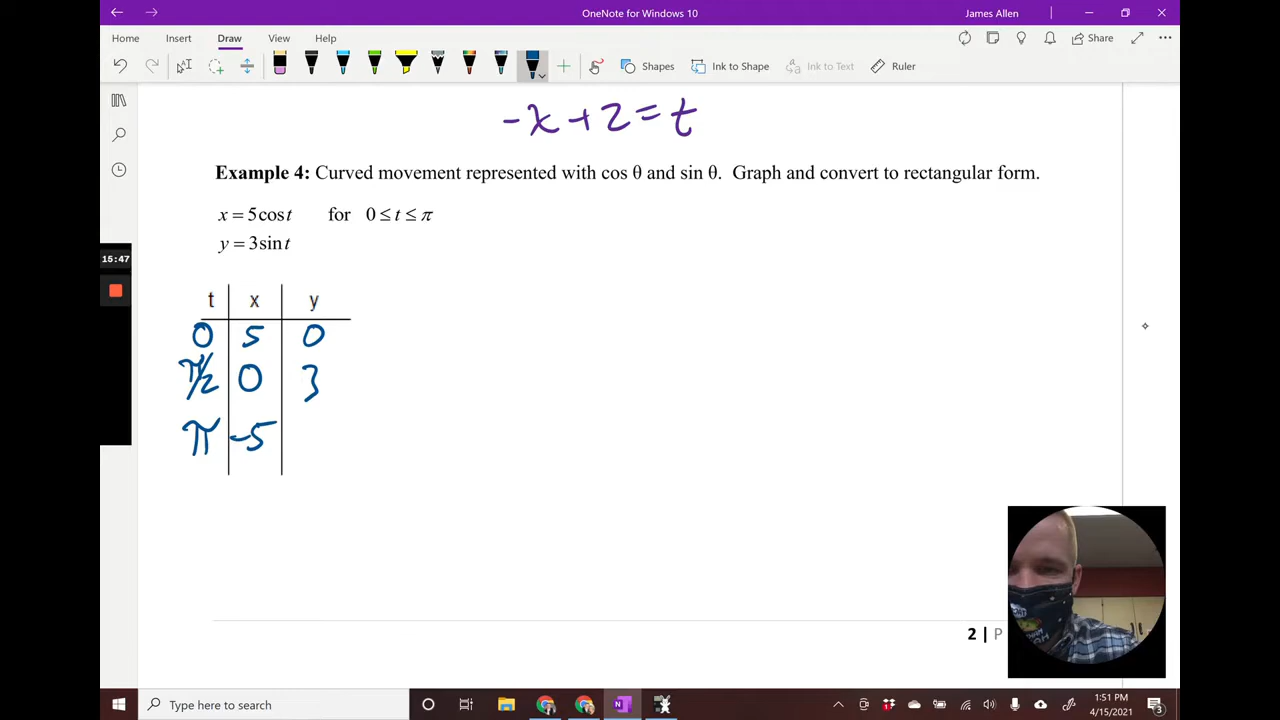 OneNote for Windows 10
James Allen
Home Insert Draw View Help
Share
Shapes Ink to Shape Ink to Text Ruler
-x+2=t
Example 4: Curved movement represented with cos θ and sin θ. Graph and convert to rectangular form.
x = 5cos t for 0 ≤ t ≤ π
y = 3sin t
15:47
t x y
0 5 0
π/2 0 3
π -5
2 | P
Type here to search
1:51 PM
4/15/2021
3